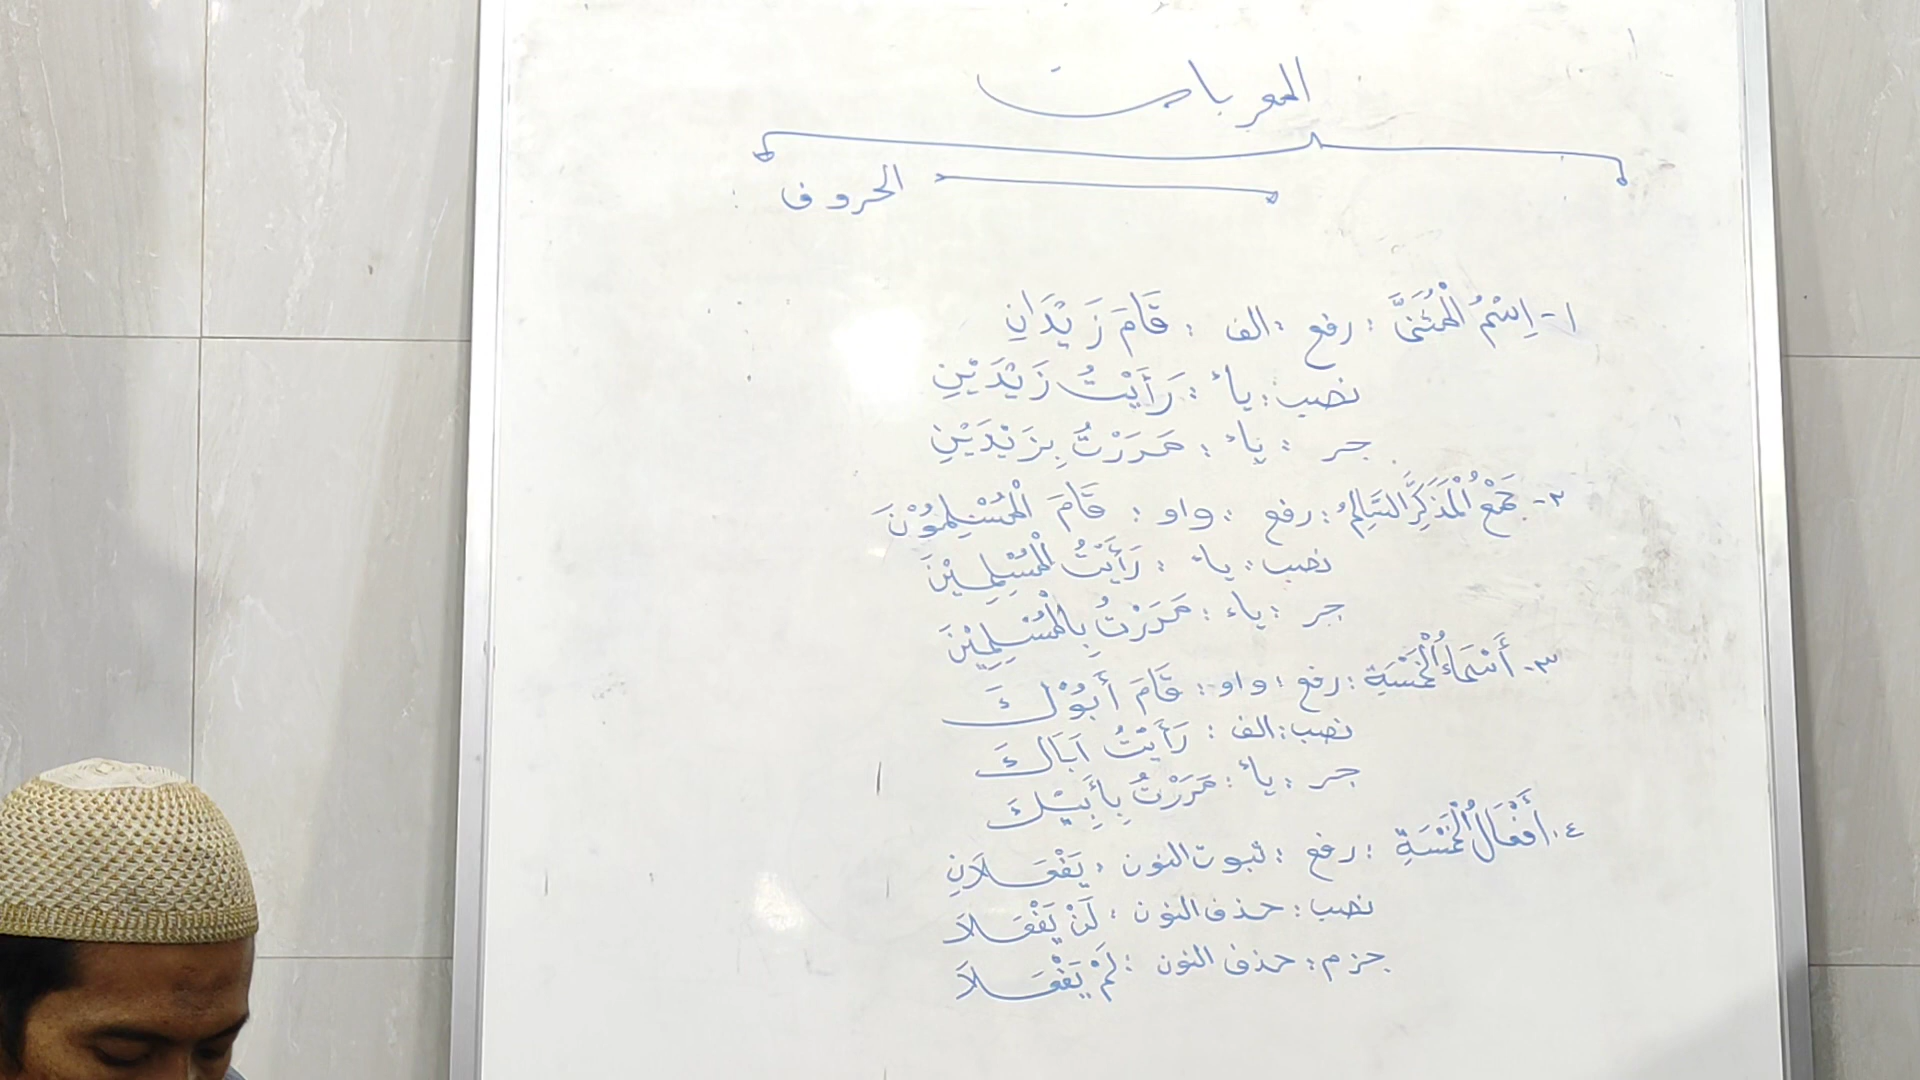 المعربات
الحروف
١- اِسْمُ الْمُثَنَّى : رفع : الف : قَامَ زَيْدَانِ
نصب : ياء : رَأَيْتُ زَيْدَيْنِ
جر : ياء : مَرَرْتُ بِزَيْدَيْنِ
٢- جَمْعُ الْمُذَكَّرِ السَّالِمُ : رفع : واو : قَامَ الْمُسْلِمُوْنَ
نصب : ياء : رَأَيْتُ الْمُسْلِمِيْنَ
جر : ياء : مَرَرْتُ بِالْمُسْلِمِيْنَ
٣- أَسْمَاءُ الْخَمْسَةِ : رفع : واو : قَامَ أَبُوْكَ
نصب : الف : رَأَيْتُ اَبَاكَ
جر : ياء : مَرَرْتُ بِأَبِيْكَ
٤. أَفْعَالُ الْخَمْسَةِ : رفع : ثبوت النون : يَفْعَلَانِ
نصب : حذف النون : لَنْ يَفْعَلَا
جزم : حذف النون : لَمْ يَفْعَلَا